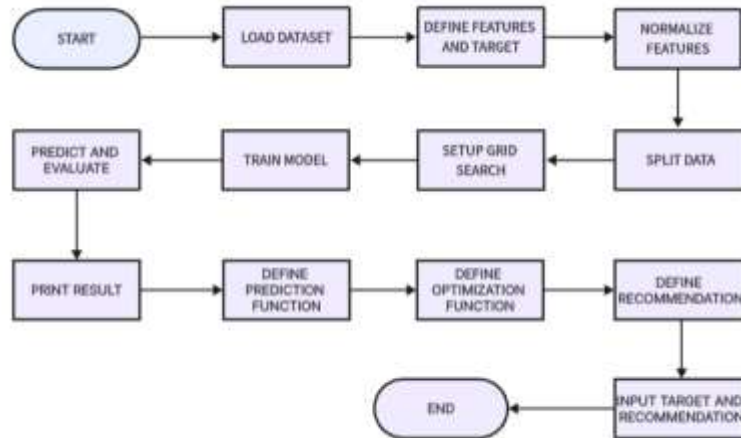 START
LOAD DATASET
DEFINE FEATURES
AND TARGET
NORMALIZE
FEATURES
SPLIT DATA
SETUP GRID
SEARCH
TRAIN MODEL
PREDICT AND
EVALUATE
PRINT RESULT
DEFINE
PREDICTION
FUNCTION
DEFINE
OPTIMIZATION
FUNCTION
DEFINE
RECOMMENDATION
INPUT TARGET AND
RECOMMENDATION
END